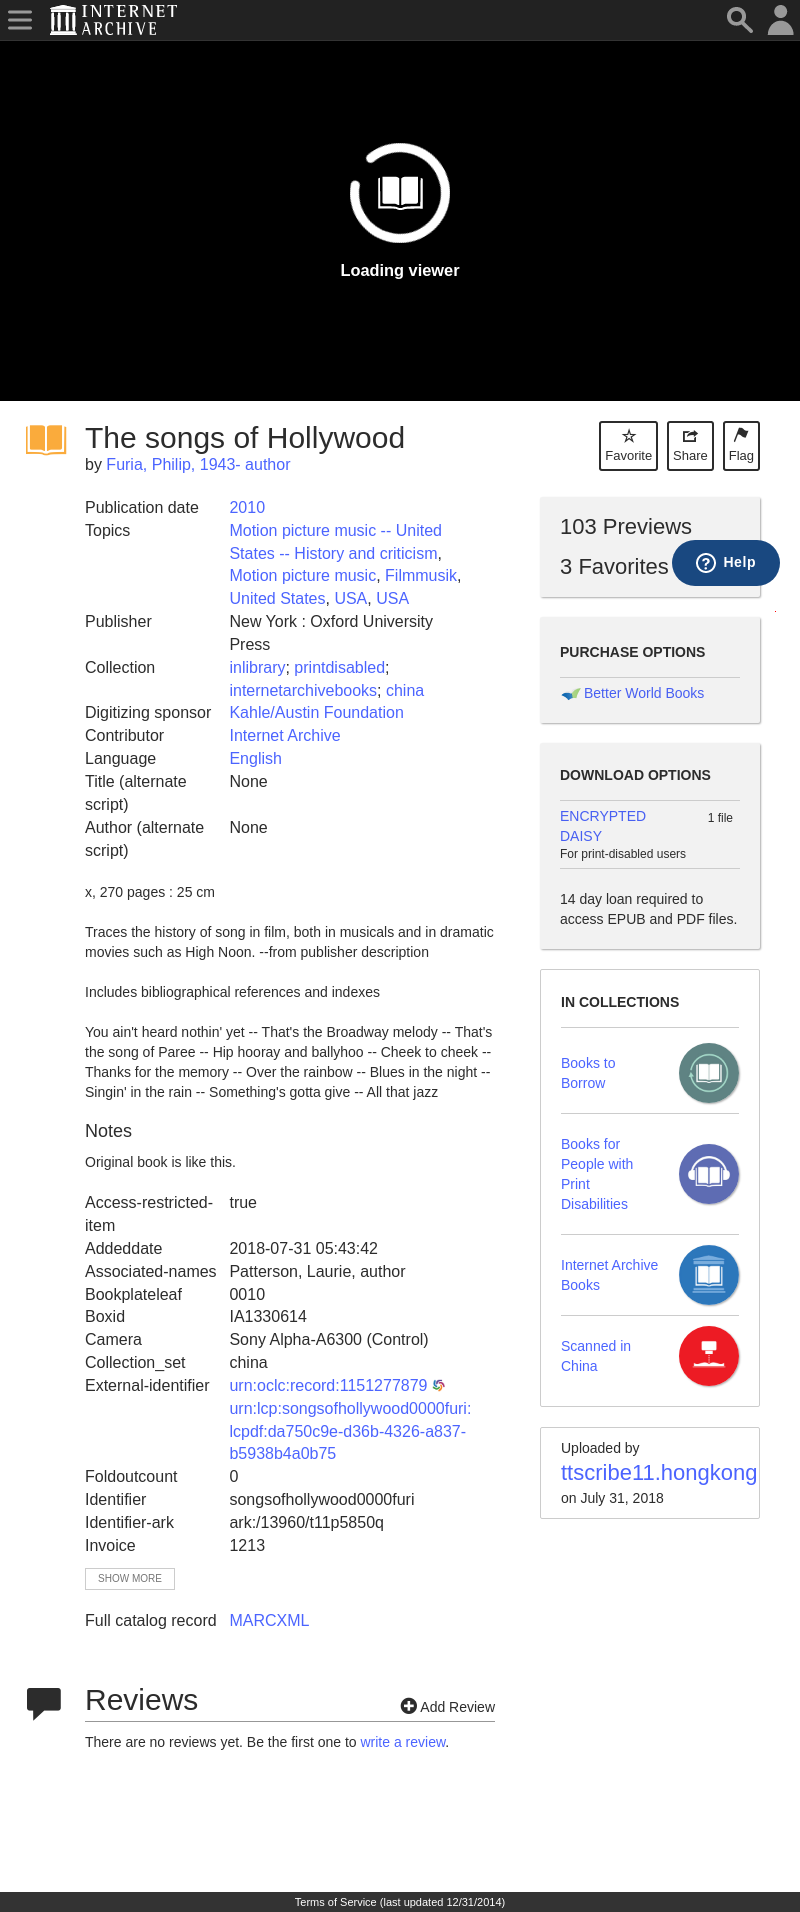 INTERNET
ARCHIVE
Loading viewer
The songs of Hollywood
by Furia, Philip, 1943- author
Favorite
Share
Flag
Publication date 2010
Topics Motion picture music -- United
States -- History and criticism,
Motion picture music, Filmmusik,
United States, USA, USA
Publisher New York : Oxford University
Press
Collection inlibrary; printdisabled;
internetarchivebooks; china
Digitizing sponsor Kahle/Austin Foundation
Contributor Internet Archive
Language English
Title (alternate None
script)
Author (alternate None
script)
x, 270 pages : 25 cm
Traces the history of song in film, both in musicals and in dramatic
movies such as High Noon. --from publisher description
Includes bibliographical references and indexes
You ain't heard nothin' yet -- That's the Broadway melody -- That's
the song of Paree -- Hip hooray and ballyhoo -- Cheek to cheek --
Thanks for the memory -- Over the rainbow -- Blues in the night --
Singin' in the rain -- Something's gotta give -- All that jazz
Notes
Original book is like this.
Access-restricted- true
item
Addeddate 2018-07-31 05:43:42
Associated-names Patterson, Laurie, author
Bookplateleaf 0010
Boxid IA1330614
Camera Sony Alpha-A6300 (Control)
Collection_set china
External-identifier urn:oclc:record:1151277879
urn:lcp:songsofhollywood0000furi:
lcpdf:da750c9e-d36b-4326-a837-
b5938b4a0b75
Foldoutcount 0
Identifier songsofhollywood0000furi
Identifier-ark ark:/13960/t11p5850q
Invoice 1213
SHOW MORE
Full catalog record MARCXML
103 Previews
3 Favorites
Help
PURCHASE OPTIONS
Better World Books
DOWNLOAD OPTIONS
ENCRYPTED 1 file
DAISY
For print-disabled users
14 day loan required to
access EPUB and PDF files.
IN COLLECTIONS
Books to
Borrow
Books for
People with
Print
Disabilities
Internet Archive
Books
Scanned in
China
Uploaded by
ttscribe11.hongkong
on July 31, 2018
Reviews
Add Review
There are no reviews yet. Be the first one to write a review.
Terms of Service (last updated 12/31/2014)